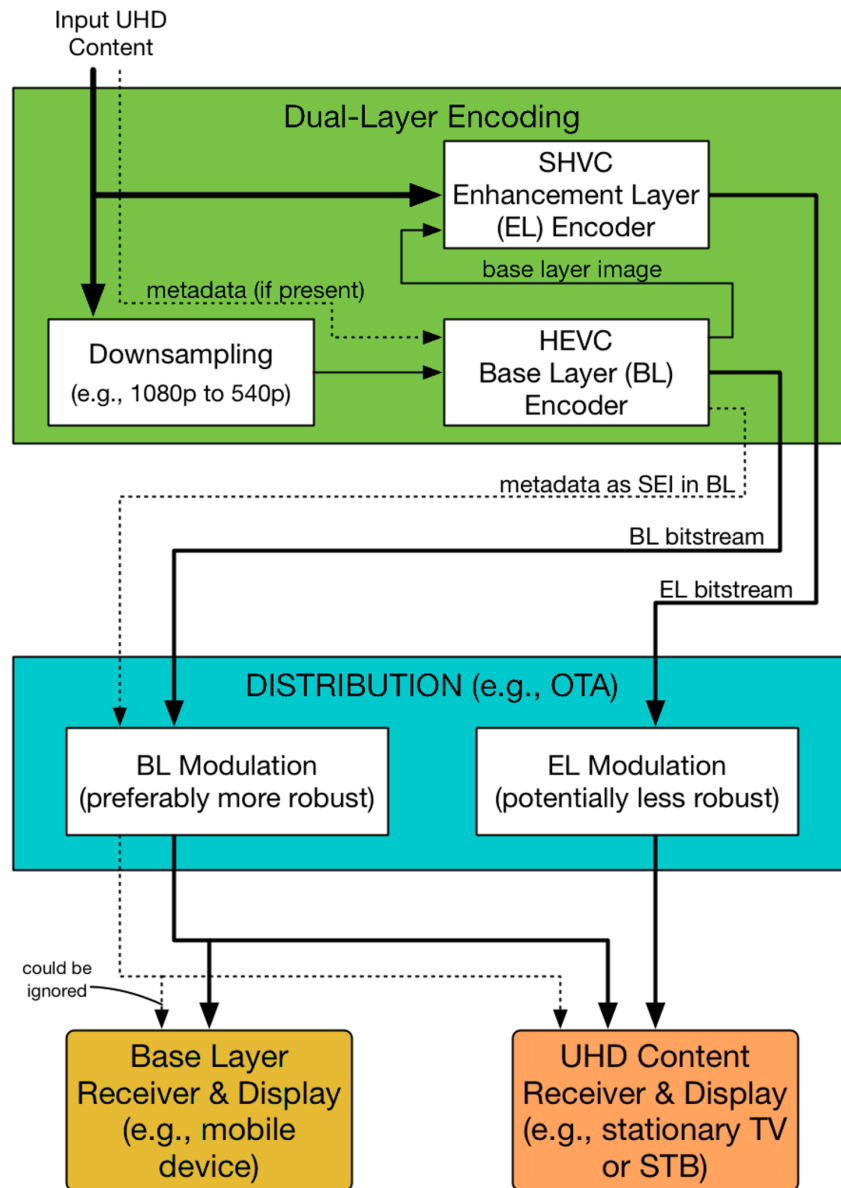 Input UHD
Content
Dual-Layer Encoding
SHVC
Enhancement Layer
(EL) Encoder
base layer image
metadata (if present)
Downsampling
(e.g., 1080p to 540p)
HEVC
Base Layer (BL)
Encoder
metadata as SEI in BL
BL bitstream
EL bitstream
DISTRIBUTION (e.g., OTA)
BL Modulation
(preferably more robust)
EL Modulation
(potentially less robust)
could be
ignored
Base Layer
Receiver & Display
(e.g., mobile
device)
UHD Content
Receiver & Display
(e.g., stationary TV
or STB)